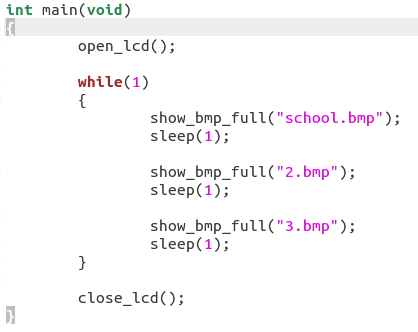 int main(void)
{
open_lcd();
while(1)
{
show_bmp_full("school.bmp");
sleep(1);
show_bmp_full("2.bmp");
sleep(1);
show_bmp_full("3.bmp");
sleep(1);
}
close_lcd();
}